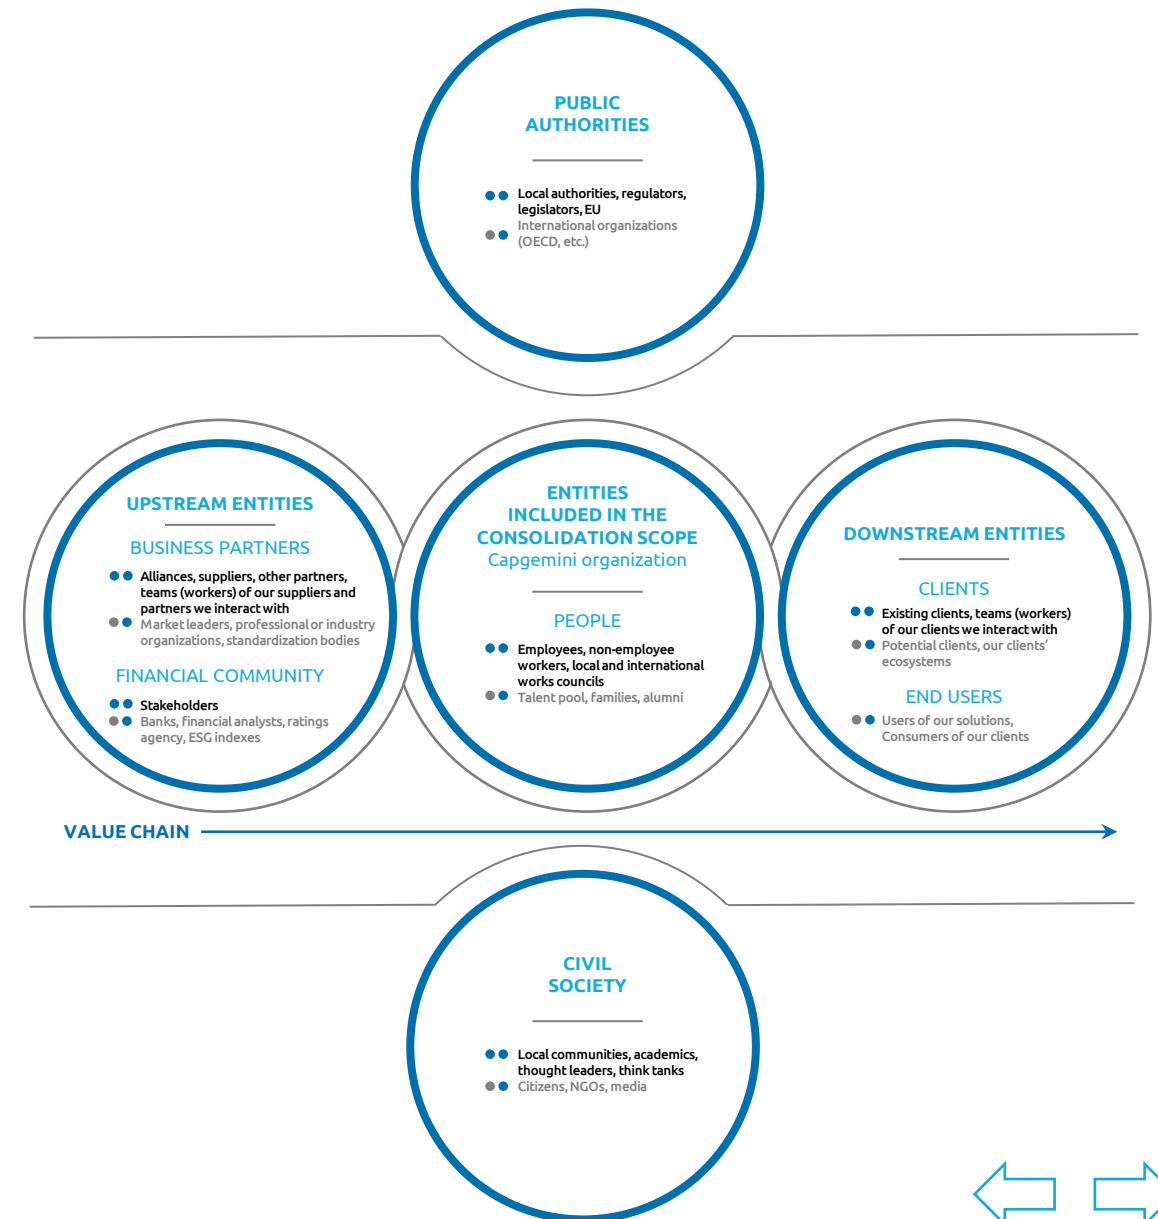 PUBLIC
AUTHORITIES
Local authorities, regulators,
legislators, EU
International organizations
(OECD, etc.)
UPSTREAM ENTITIES
BUSINESS PARTNERS
Alliances, suppliers, other partners,
teams (workers) of our suppliers and
partners we interact with
Market leaders, professional or industry
organizations, standardization bodies
FINANCIAL COMMUNITY
Stakeholders
Banks, financial analysts, ratings
agency, ESG indexes
ENTITIES
INCLUDED IN THE
CONSOLIDATION SCOPE
Capgemini organization
PEOPLE
Employees, non-employee
workers, local and international
works councils
Talent pool, families, alumni
DOWNSTREAM ENTITIES
CLIENTS
Existing clients, teams (workers)
of our clients we interact with
Potential clients, our clients'
ecosystems
END USERS
Users of our solutions,
Consumers of our clients
VALUE CHAIN
CIVIL
SOCIETY
Local communities, academics,
thought leaders, think tanks
Citizens, NGOs, media